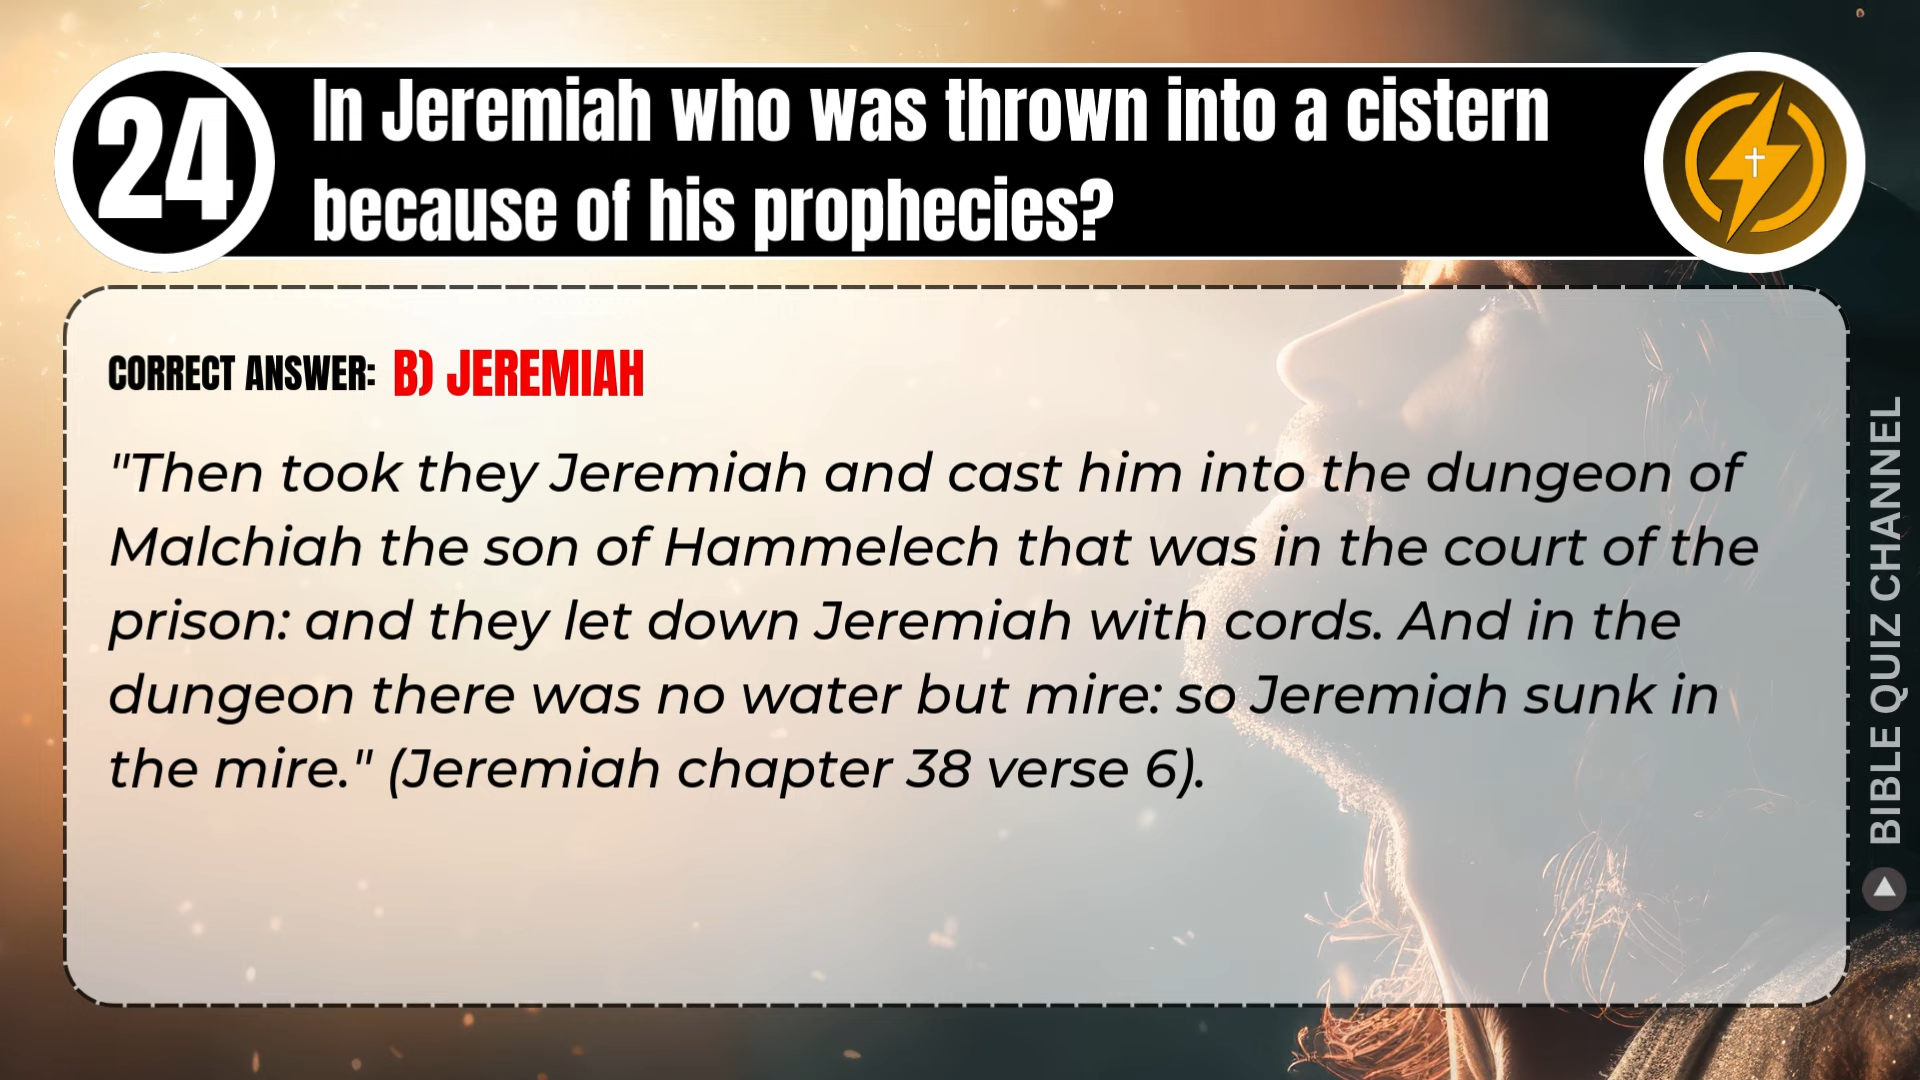 24
In Jeremiah who was thrown into a cistern
because of his prophecies?
CORRECT ANSWER: B) JEREMIAH
"Then took they Jeremiah and cast him into the dungeon of
Malchiah the son of Hammelech that was in the court of the
prison: and they let down Jeremiah with cords. And in the
dungeon there was no water but mire: so Jeremiah sunk in
the mire." (Jeremiah chapter 38 verse 6).
BIBLE QUIZ CHANNEL